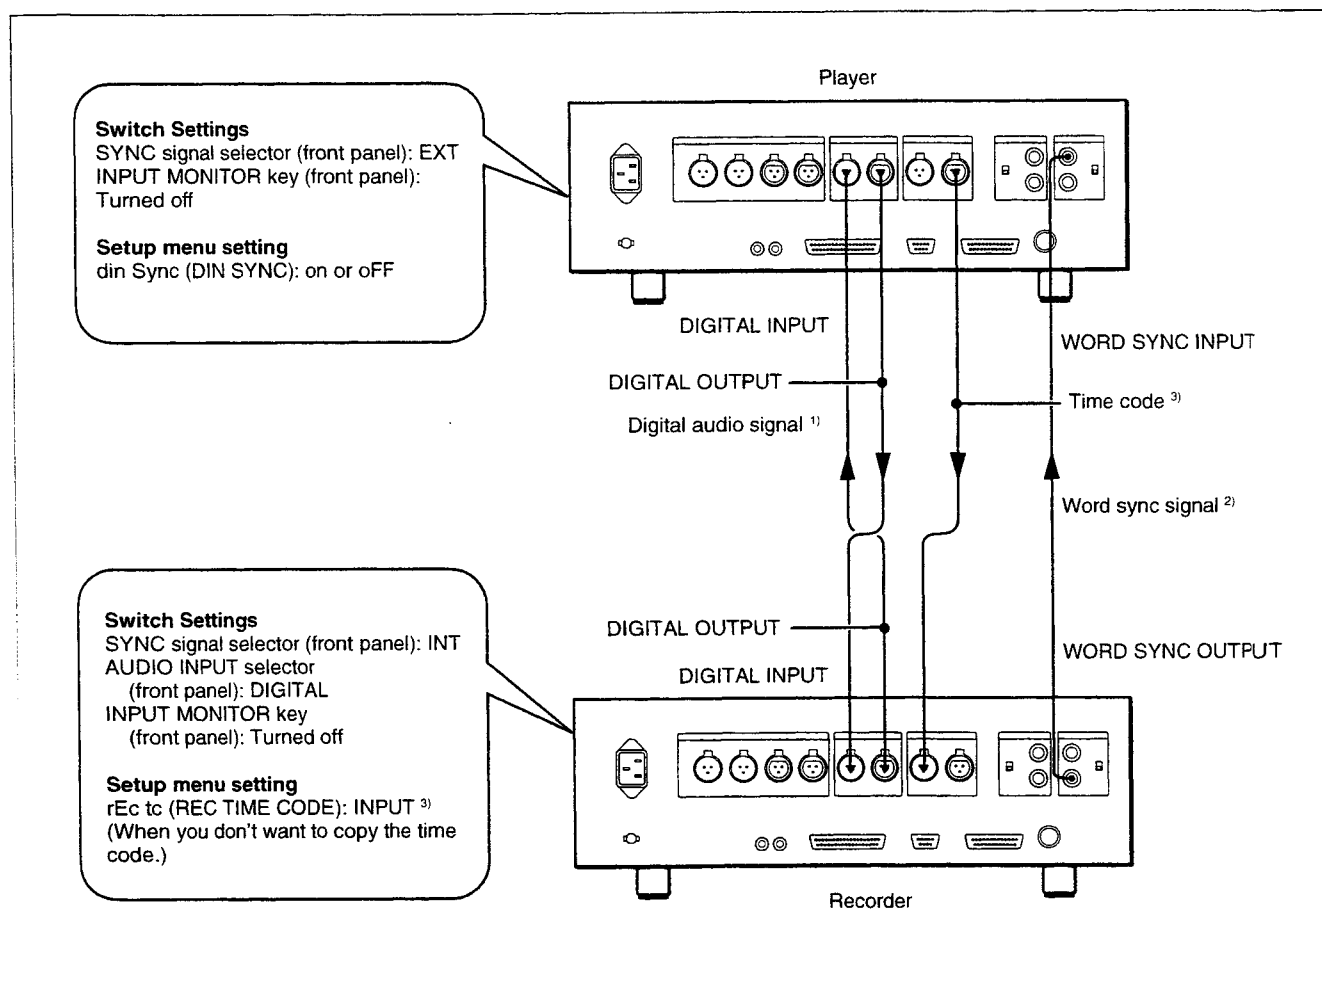 Player
Switch Settings
SYNC signal selector (front panel): EXT
INPUT MONITOR key (front panel):
Turned off
Setup menu setting
din Sync (DIN SYNC): on or oFF
DIGITAL INPUT
WORD SYNC INPUT
DIGITAL OUTPUT
Time code 3)
Digital audio signal 1)
Word sync signal 2)
Switch Settings
SYNC signal selector (front panel): INT
AUDIO INPUT selector
(front panel): DIGITAL
INPUT MONITOR key
(front panel): Turned off
Setup menu setting
rEc tc (REC TIME CODE): INPUT 3)
(When you don't want to copy the time
code.)
DIGITAL OUTPUT
WORD SYNC OUTPUT
DIGITAL INPUT
Recorder